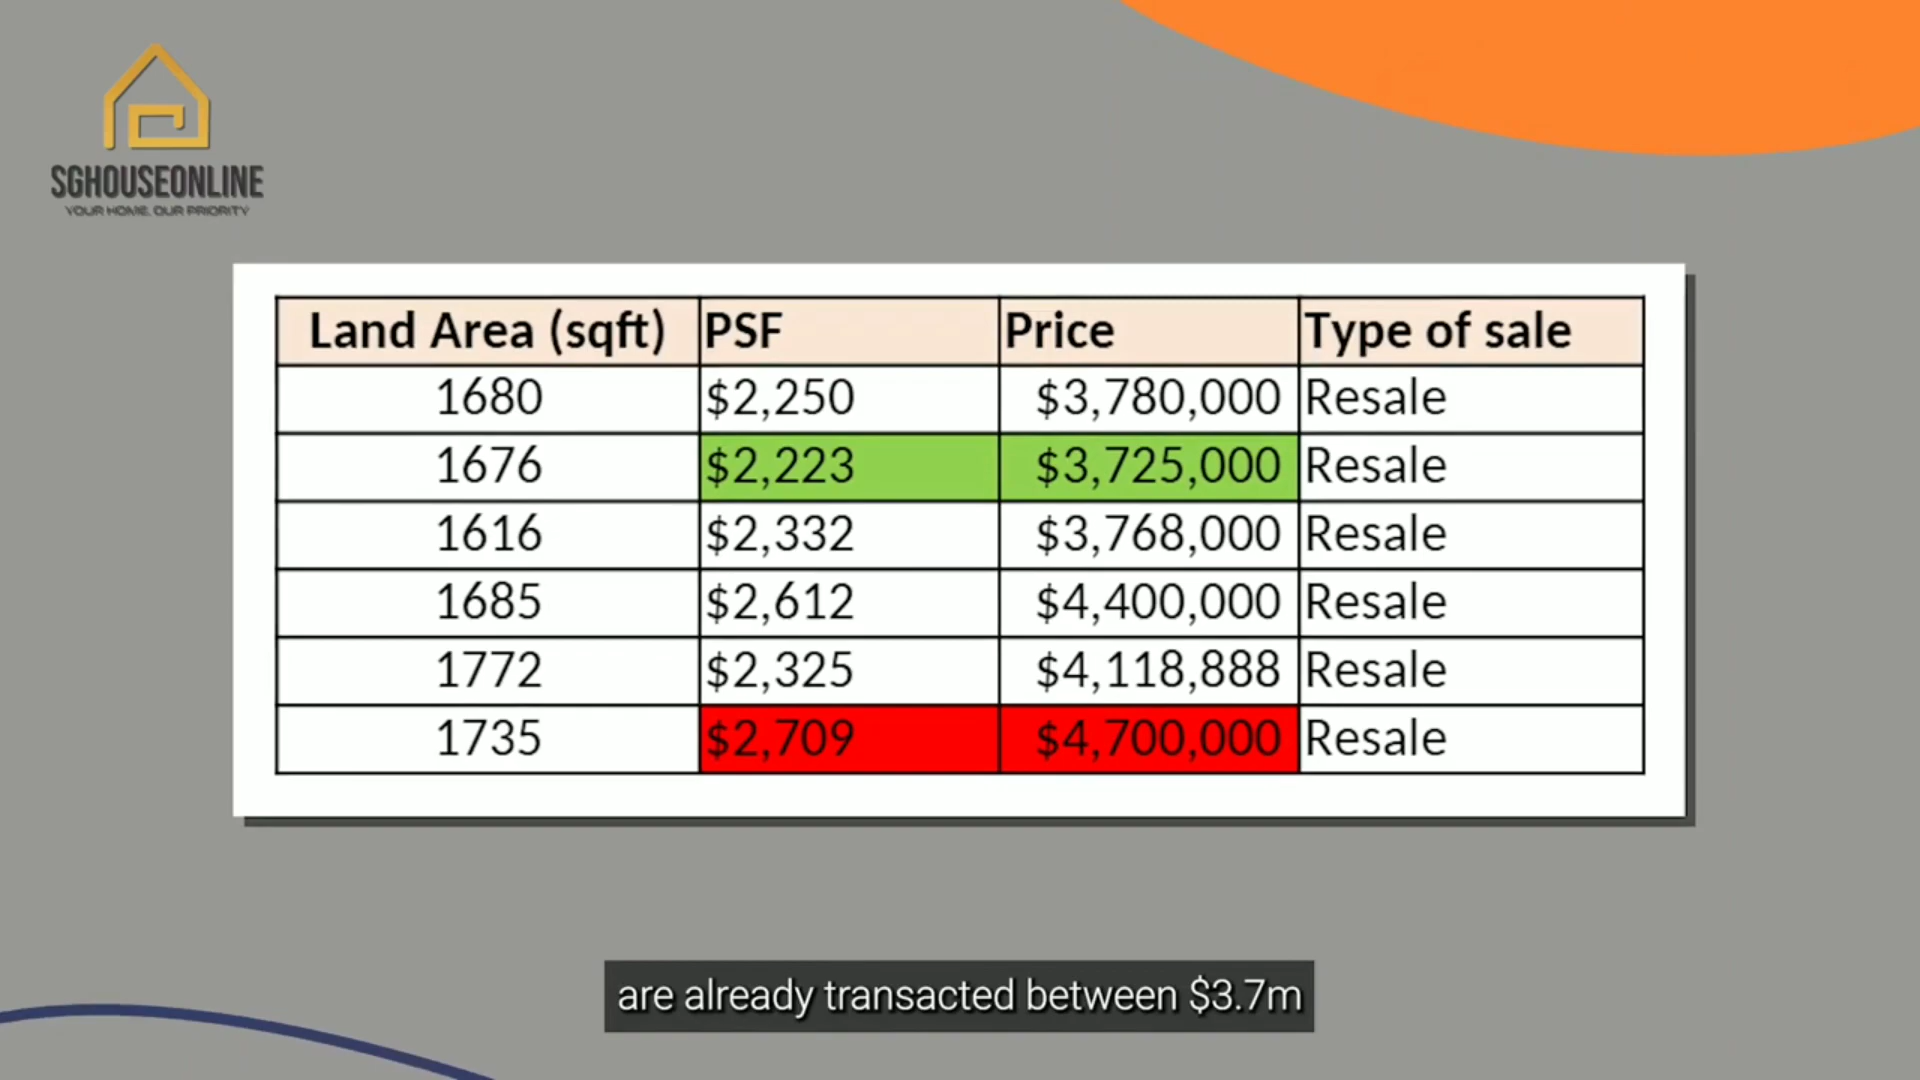 SGHOUSEONLINE
YOUR HOME, OUR PRIORITY
Land Area (sqft) PSF Price Type of sale
1680 $2,250 $3,780,000 Resale
1676 $2,223 $3,725,000 Resale
1616 $2,332 $3,768,000 Resale
1685 $2,612 $4,400,000 Resale
1772 $2,325 $4,118,888 Resale
1735 $2,709 $4,700,000 Resale
are already transacted between $3.7m